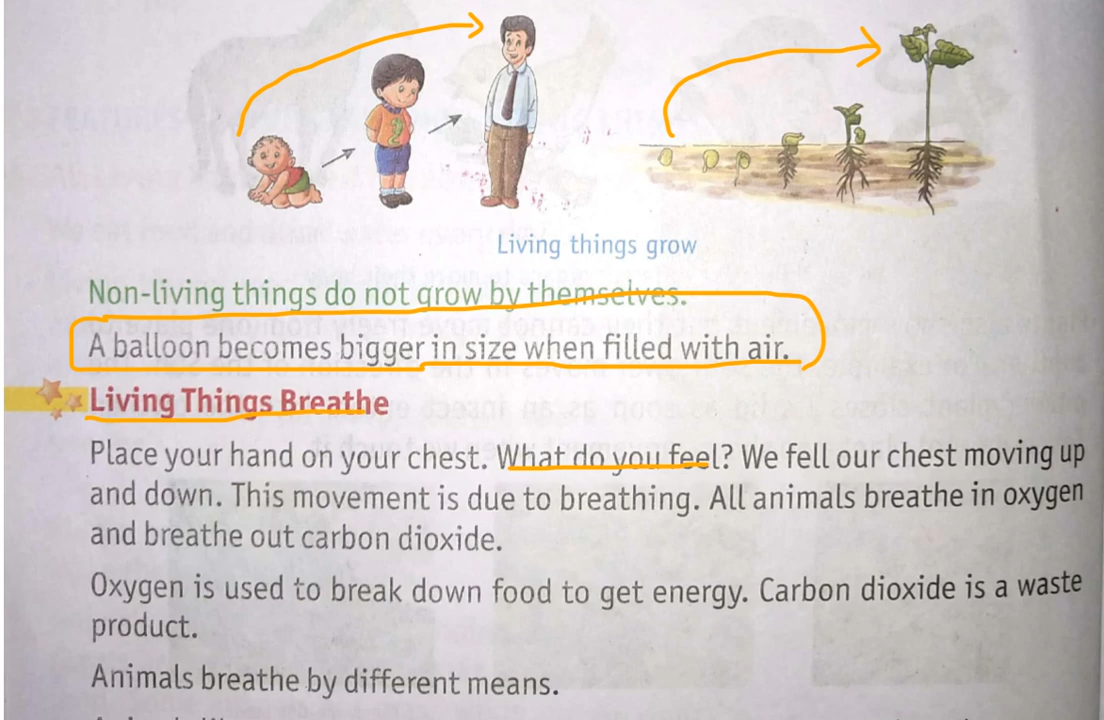 Living things grow
Non-living things do not grow by themselves.
A balloon becomes bigger in size when filled with air.
Living Things Breathe
Place your hand on your chest. What do you feel? We fell our chest moving up
and down. This movement is due to breathing. All animals breathe in oxygen
and breathe out carbon dioxide.
Oxygen is used to break down food to get energy. Carbon dioxide is a waste
product.
Animals breathe by different means.